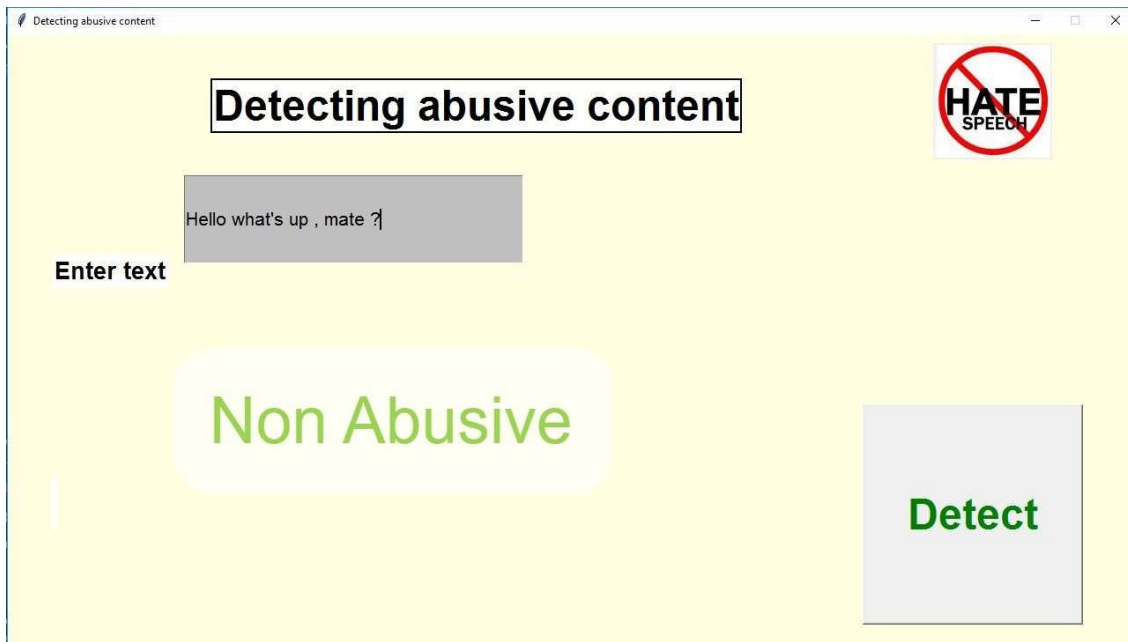 Detecting abusive content
Detecting abusive content
HATE
SPEECH
Hello what's up , mate ?
Enter text
Non Abusive
Detect